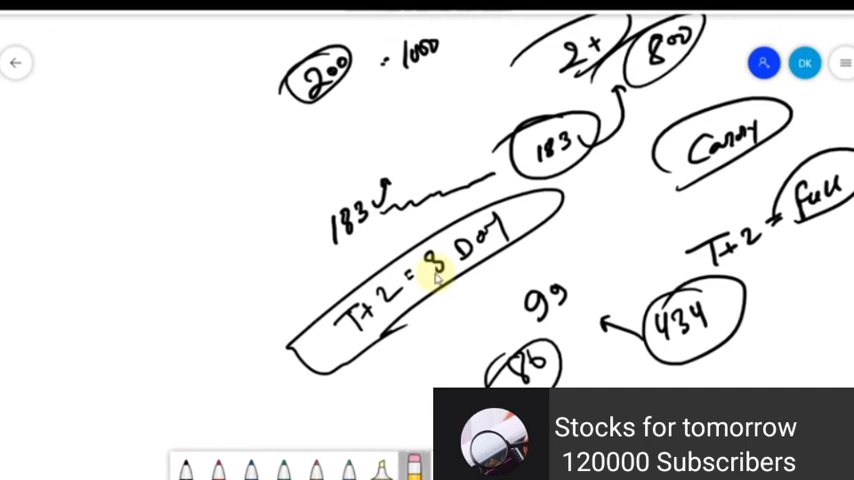 200 = 1000
2+
800
183
Candy
183
T+2 = full
T+2 = 8 Day
99
434
86
DK
Stocks for tomorrow
120000 Subscribers